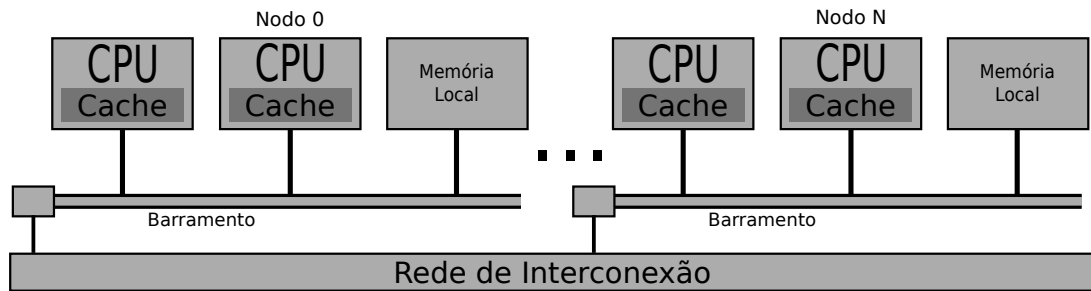 Nodo 0
CPU
Cache
CPU
Cache
Memória
Local
Barramento
...
Nodo N
CPU
Cache
CPU
Cache
Memória
Local
Barramento
Rede de Interconexão